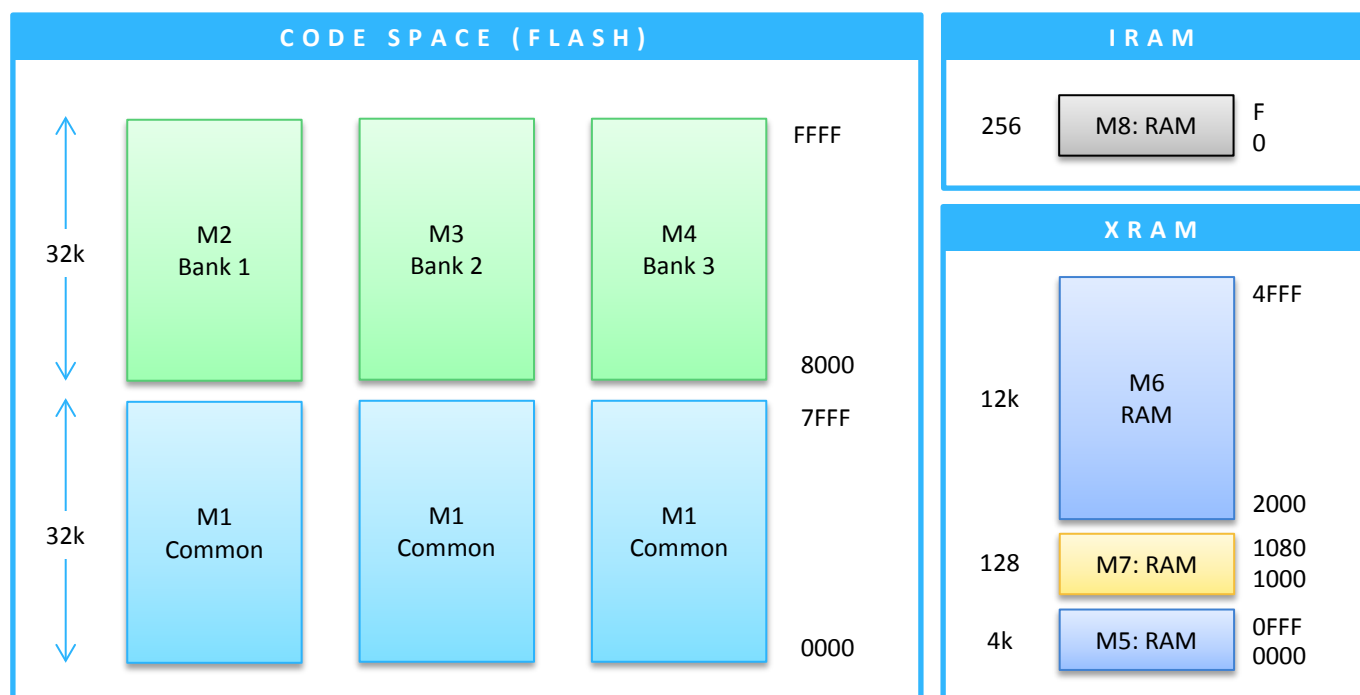 CODE SPACE (FLASH)
32k
M2
Bank 1
M3
Bank 2
M4
Bank 3
FFFF
8000
32k
M1
Common
M1
Common
M1
Common
7FFF
0000
IRAM
256
M8: RAM
F
0
XRAM
12k
M6
RAM
4FFF
2000
128
M7: RAM
1080
1000
4k
M5: RAM
0FFF
0000